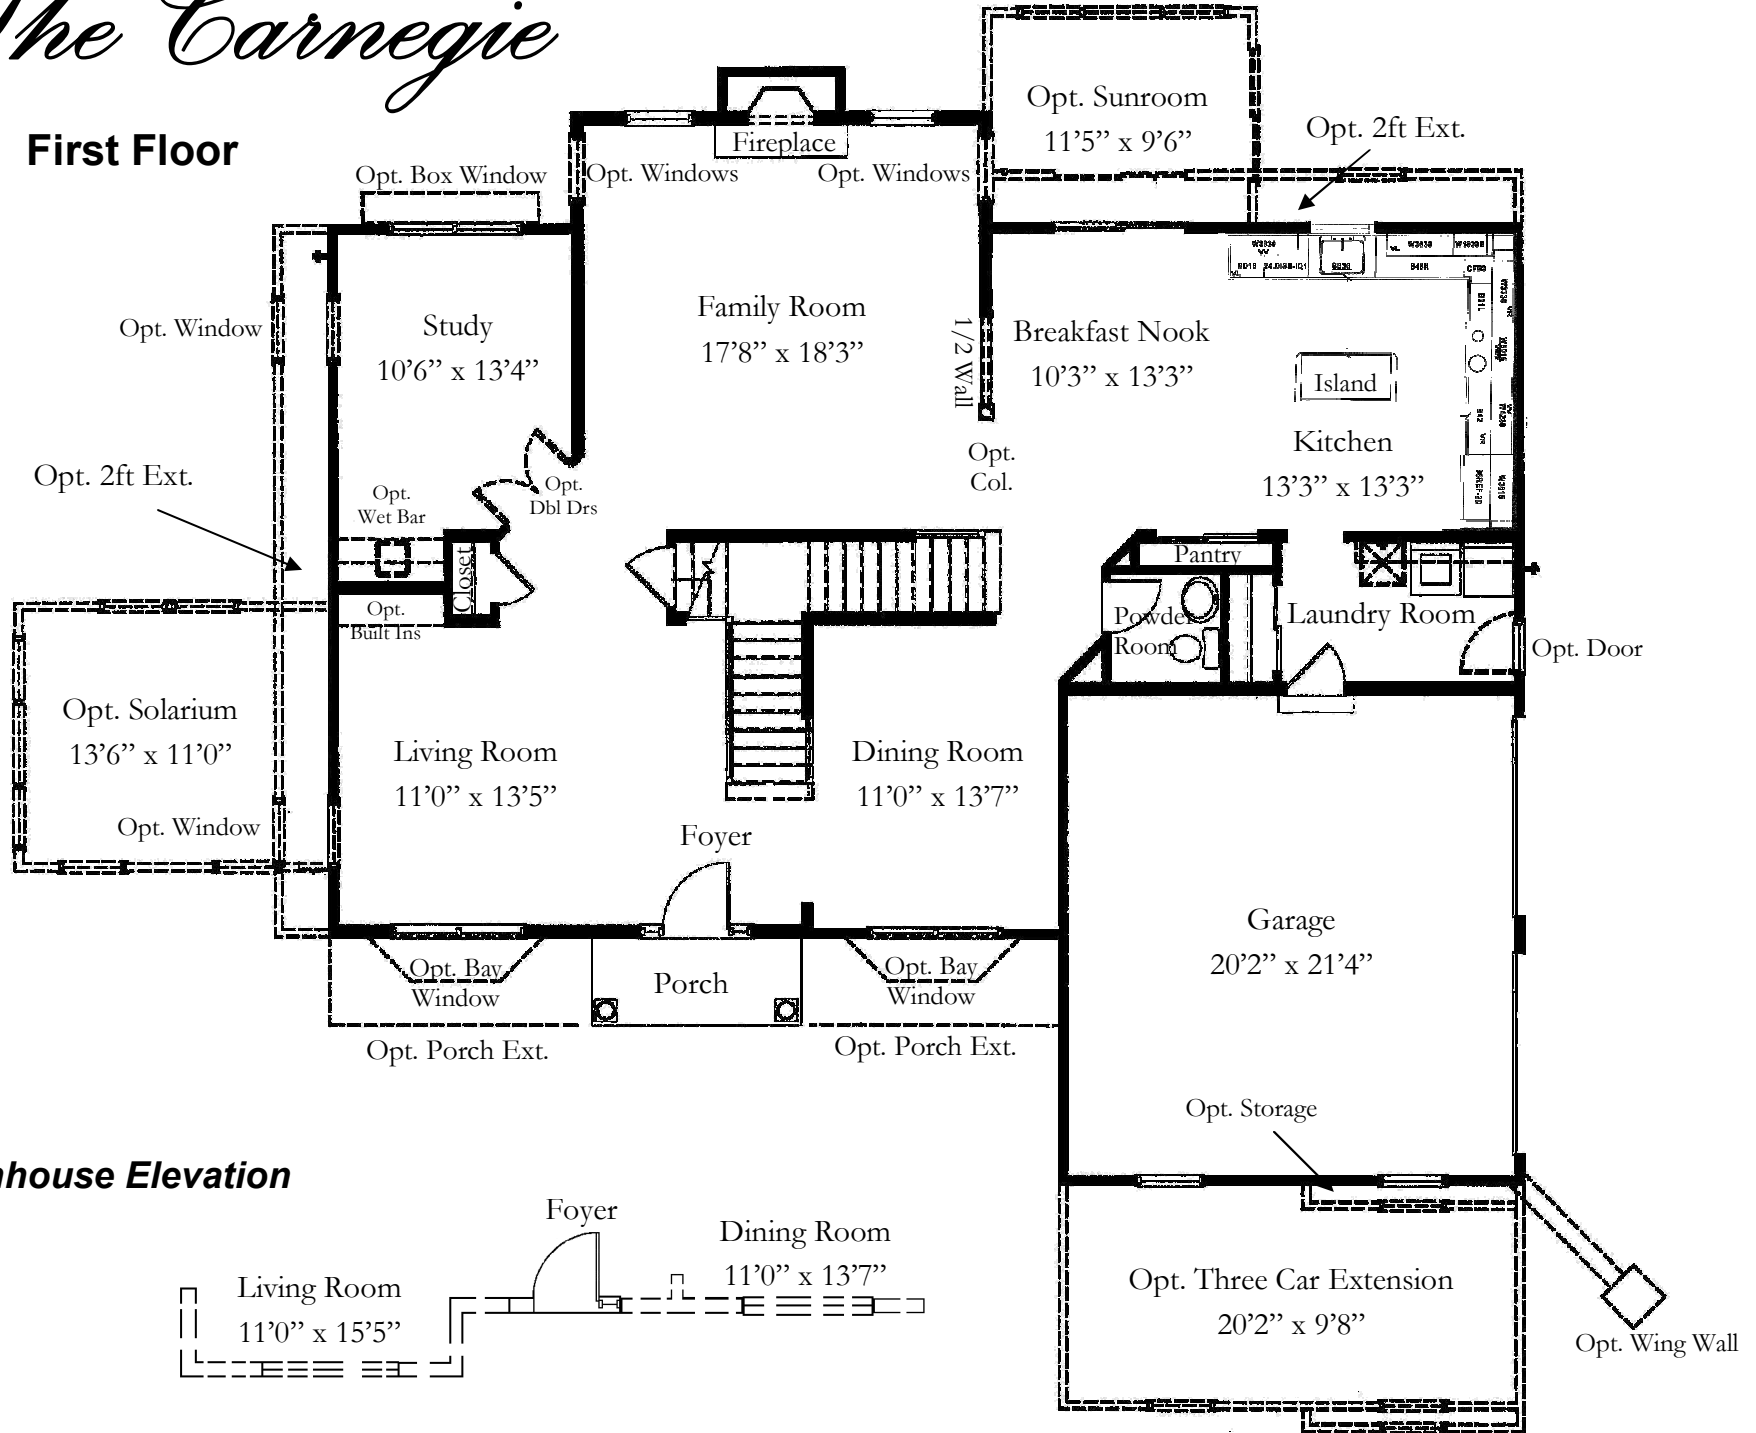 The Carnegie
First Floor
Opt. Sunroom
11'5” x 9'6”
Opt. 2ft Ext.
Fireplace
Opt. Box Window
Opt. Windows
Opt. Windows
Opt. Window
Study
10'6” x 13'4”
Family Room
17'8” x 18'3”
1/2 Wall
Breakfast Nook
10'3” x 13'3”
Island
Kitchen
13'3” x 13'3”
Opt.
Col.
Opt. 2ft Ext.
Opt.
Wet Bar
Opt.
Dbl Drs
Closet
Pantry
Opt.
Built Ins
Powder
Room
Laundry Room
Opt. Door
Opt. Solarium
13'6” x 11'0”
Living Room
11'0” x 13'5”
Dining Room
11'0” x 13'7”
Opt. Window
Foyer
Garage
20'2” x 21'4”
Opt. Bay
Window
Porch
Opt. Bay
Window
Opt. Porch Ext.
Opt. Porch Ext.
Opt. Storage
nhouse Elevation
Foyer
Living Room
11'0” x 15'5”
Dining Room
11'0” x 13'7”
Opt. Three Car Extension
20'2” x 9'8”
Opt. Wing Wall